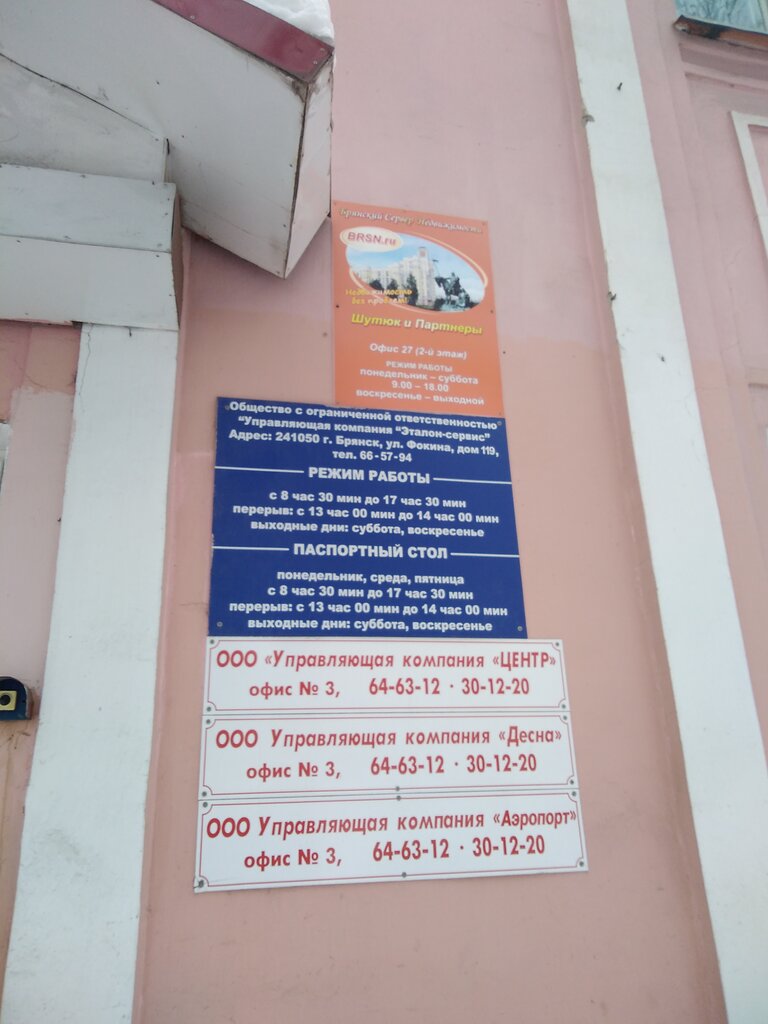 Брянский Сервер Недвижимости
BRSN.ru
Недвижимость
без проблем!
Шутюк и Партнеры
Офис 27 (2-й этаж)
РЕЖИМ РАБОТЫ
понедельник – суббота
9.00 – 18.00
воскресенье – выходной
Общество с ограниченной ответственностью
"Управляющая компания "Эталон-сервис"
Адрес: 241050 г. Брянск, ул. Фокина, дом 119,
тел. 66-57-94
РЕЖИМ РАБОТЫ
с 8 час 30 мин до 17 час 30 мин
перерыв: с 13 час 00 мин до 14 час 00 мин
выходные дни: суббота, воскресенье
ПАСПОРТНЫЙ СТОЛ
понедельник, среда, пятница
с 8 час 30 мин до 17 час 30 мин
перерыв: с 13 час 00 мин до 14 час 00 мин
выходные дни: суббота, воскресенье
ООО «Управляющая компания «ЦЕНТР»
офис № 3, 64-63-12 · 30-12-20
ООО Управляющая компания «Десна»
офис № 3, 64-63-12 · 30-12-20
ООО Управляющая компания «Аэропорт»
офис № 3, 64-63-12 · 30-12-20